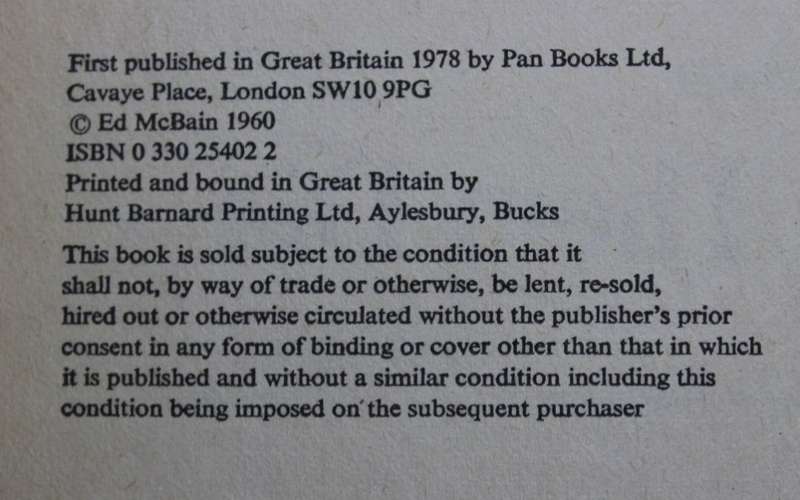 First published in Great Britain 1978 by Pan Books Ltd,
Cavaye Place, London SW10 9PG
© Ed McBain 1960
ISBN 0 330 25402 2
Printed and bound in Great Britain by
Hunt Barnard Printing Ltd, Aylesbury, Bucks
This book is sold subject to the condition that it
shall not, by way of trade or otherwise, be lent, re-sold,
hired out or otherwise circulated without the publisher's prior
consent in any form of binding or cover other than that in which
it is published and without a similar condition including this
condition being imposed on the subsequent purchaser